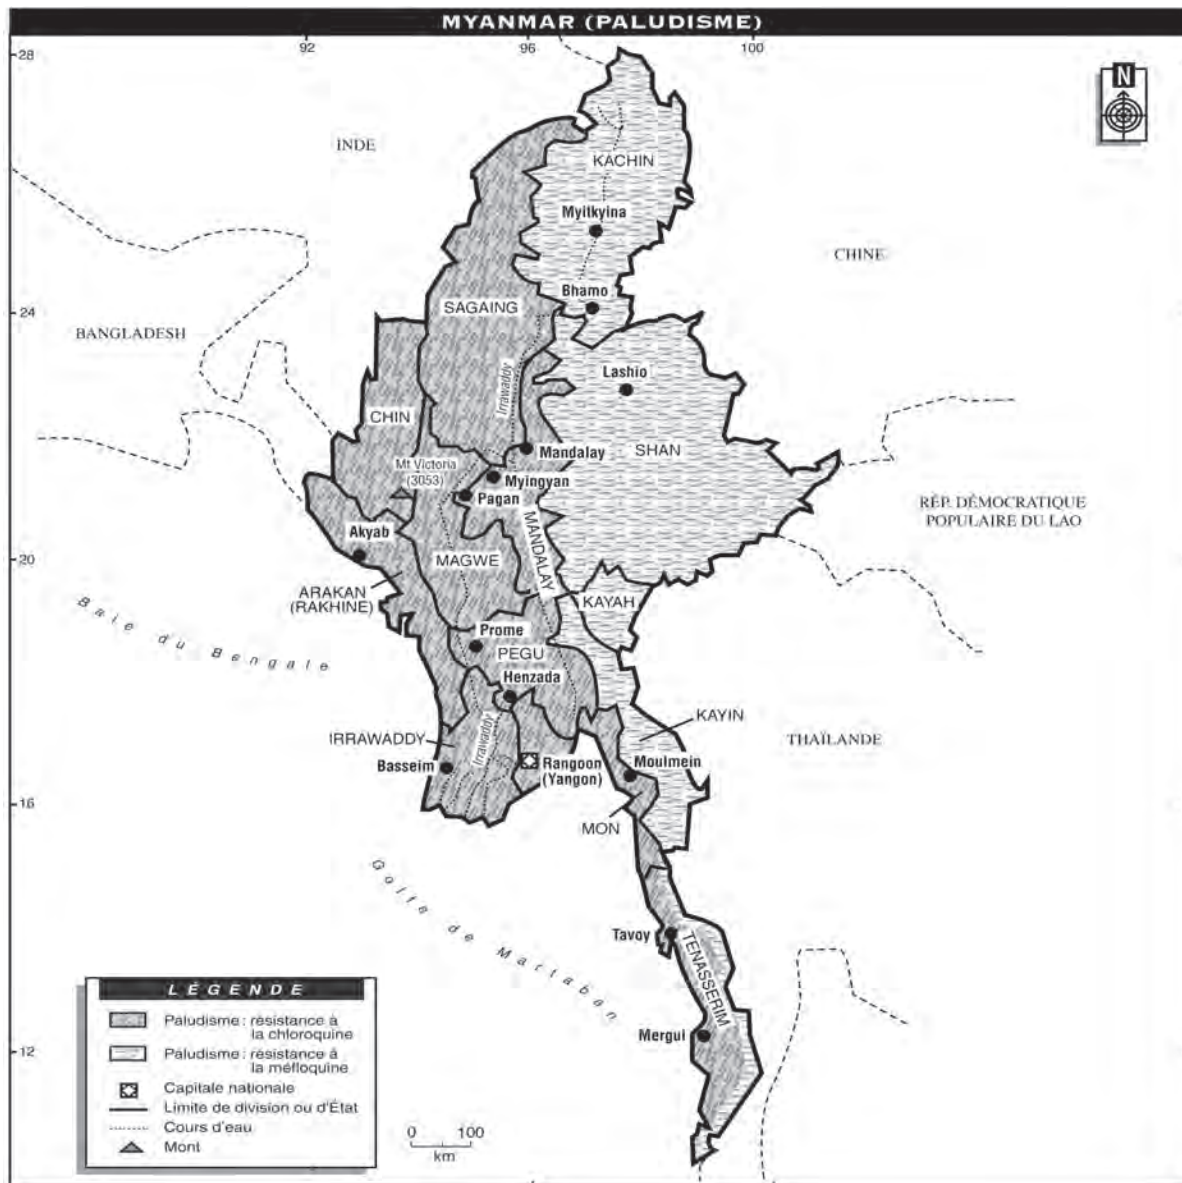 MYANMAR (PALUDISME)
92
96
100
28
N
INDE
KACHIN
Myitkyina
CHINE
Bhamo
SAGAING
24
BANGLADESH
Irrawaddy
Lashio
CHIN
Mandalay
SHAN
Mt Victoria
(3053)
Myingyan
Pagan
RÉP. DÉMOCRATIQUE
POPULAIRE DU LAO
Akyab
MANDALAY
20
MAGWE
ARAKAN
(RAKHINE)
KAYAH
Baie du Bengale
Prome
PEGU
Henzada
KAYIN
IRRAWADDY
Irrawaddy
THAÏLANDE
Basseim
Rangoon
(Yangon)
Moulmein
16
MON
Golfe de Martaban
Tavoy
TENASSERIM
Mergui
12
LÉGENDE
Paludisme : résistance à
la chloroquine
Paludisme : résistance à
la méfloquine
Capitale nationale
Limite de division ou d'État
Cours d'eau
Mont
0 100
km